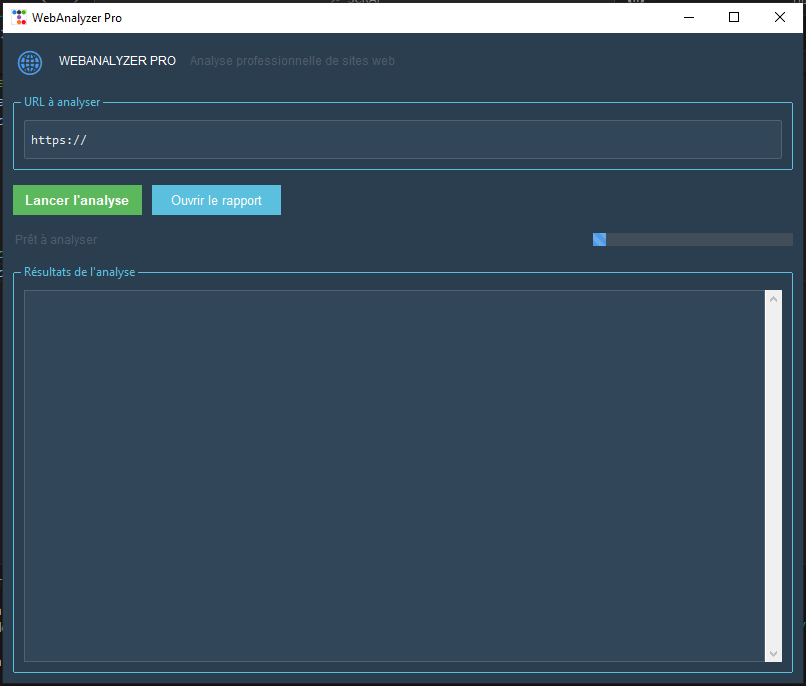 WebAnalyzer Pro
WEBANALYZER PRO Analyse professionnelle de sites web
URL à analyser
https://
Lancer l'analyse Ouvrir le rapport
Prêt à analyser
Résultats de l'analyse